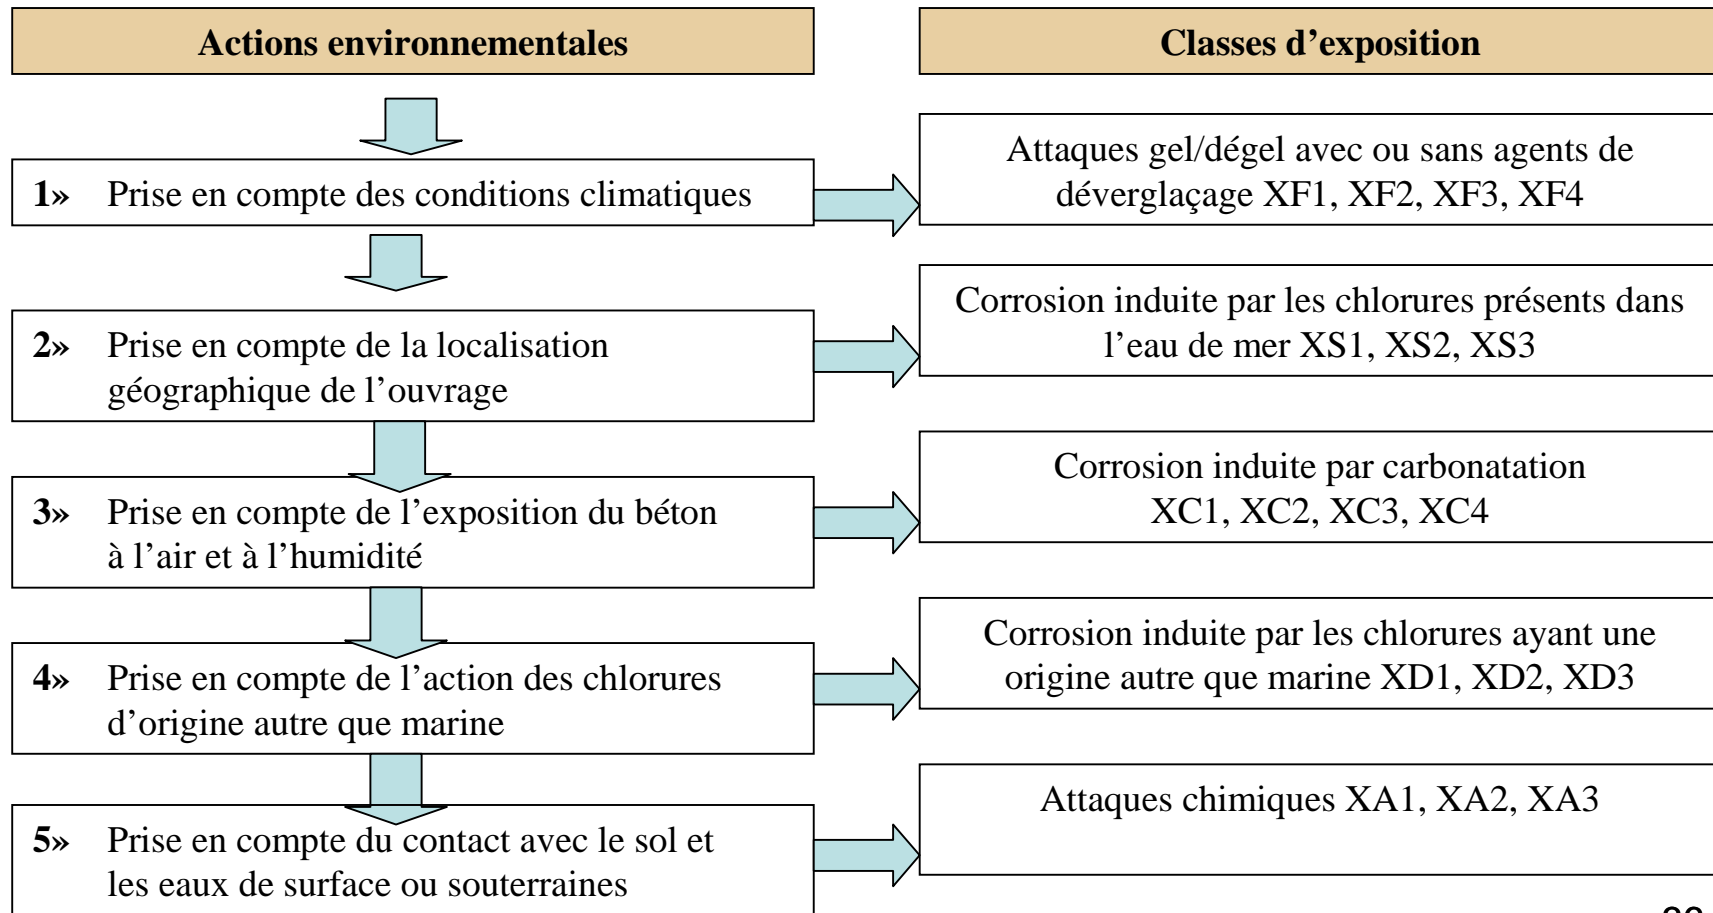 Actions environnementales
Classes d’exposition
1» Prise en compte des conditions climatiques
Attaques gel/dégel avec ou sans agents de
déverglaçage XF1, XF2, XF3, XF4
2» Prise en compte de la localisation
géographique de l’ouvrage
Corrosion induite par les chlorures présents dans
l’eau de mer XS1, XS2, XS3
3» Prise en compte de l’exposition du béton
à l’air et à l’humidité
Corrosion induite par carbonatation
XC1, XC2, XC3, XC4
4» Prise en compte de l’action des chlorures
d’origine autre que marine
Corrosion induite par les chlorures ayant une
origine autre que marine XD1, XD2, XD3
5» Prise en compte du contact avec le sol et
les eaux de surface ou souterraines
Attaques chimiques XA1, XA2, XA3